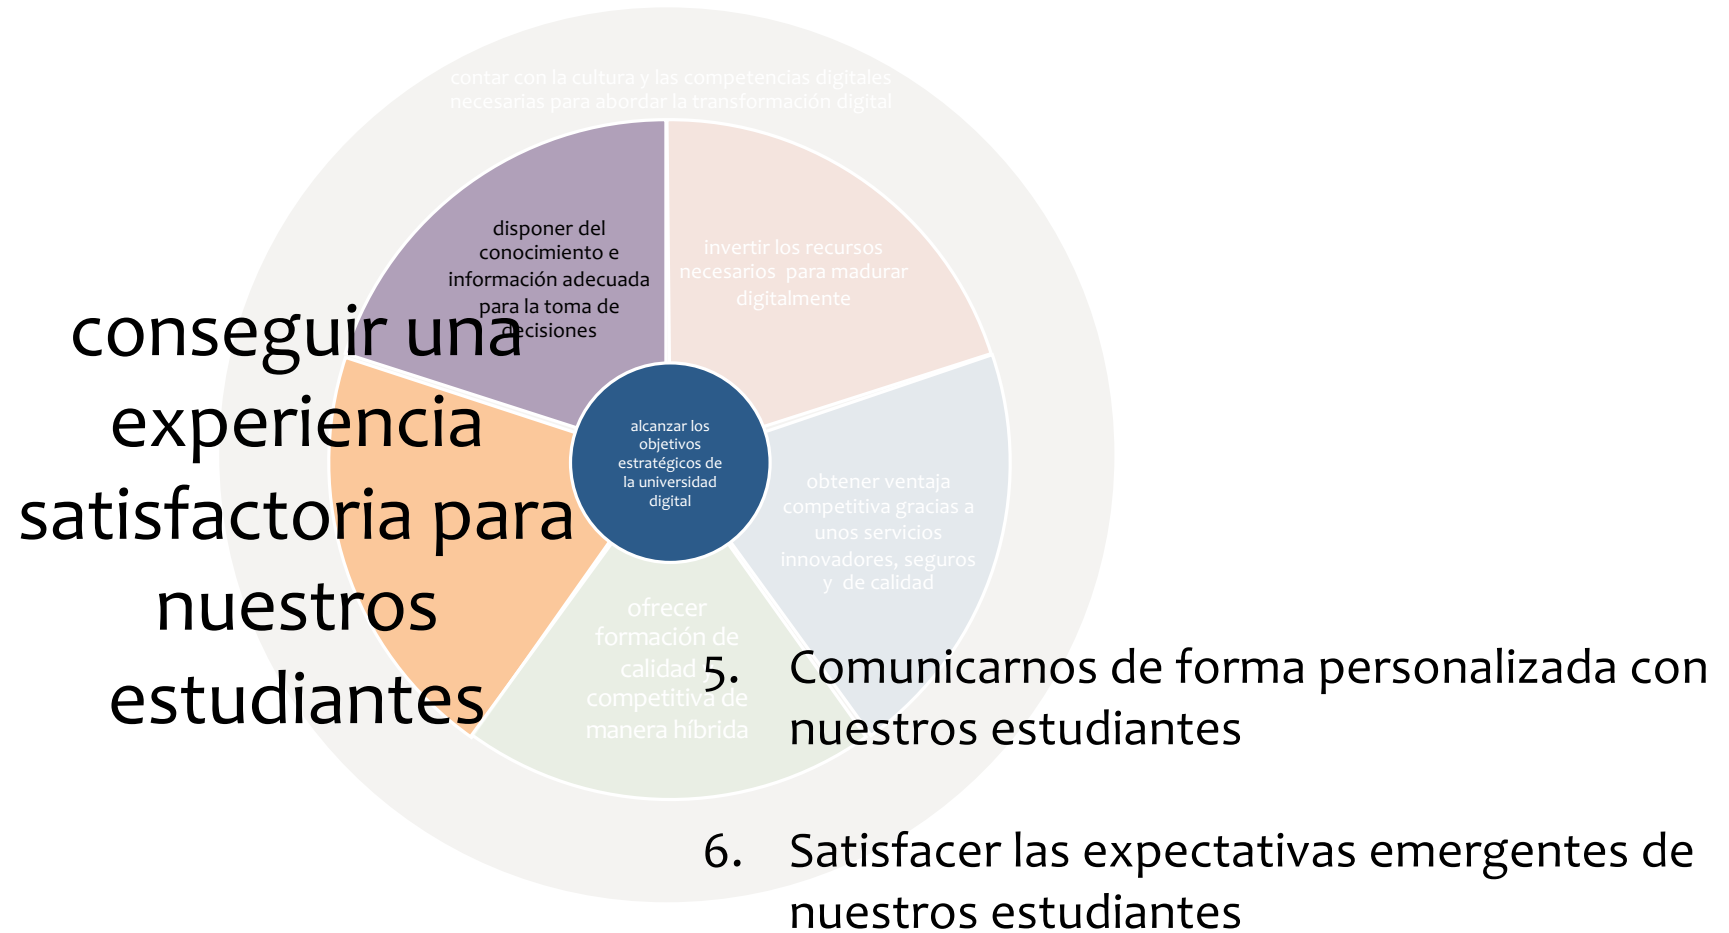 contar con la cultura y las competencias digitales
necesarias para abordar la transformación digital
disponer del
conocimiento e
información adecuada
para la toma de
decisiones
invertir los recursos
necesarios para madurar
digitalmente
conseguir una
experiencia
satisfactoria para
nuestros
estudiantes
alcanzar los
objetivos
estratégicos de
la universidad
digital
obtener ventaja
competitiva gracias a
unos servicios
innovadores, seguros
y de calidad
ofrecer
formación de
calidad y
competitiva de
manera híbrida
5. Comunicarnos de forma personalizada con
nuestros estudiantes
6. Satisfacer las expectativas emergentes de
nuestros estudiantes